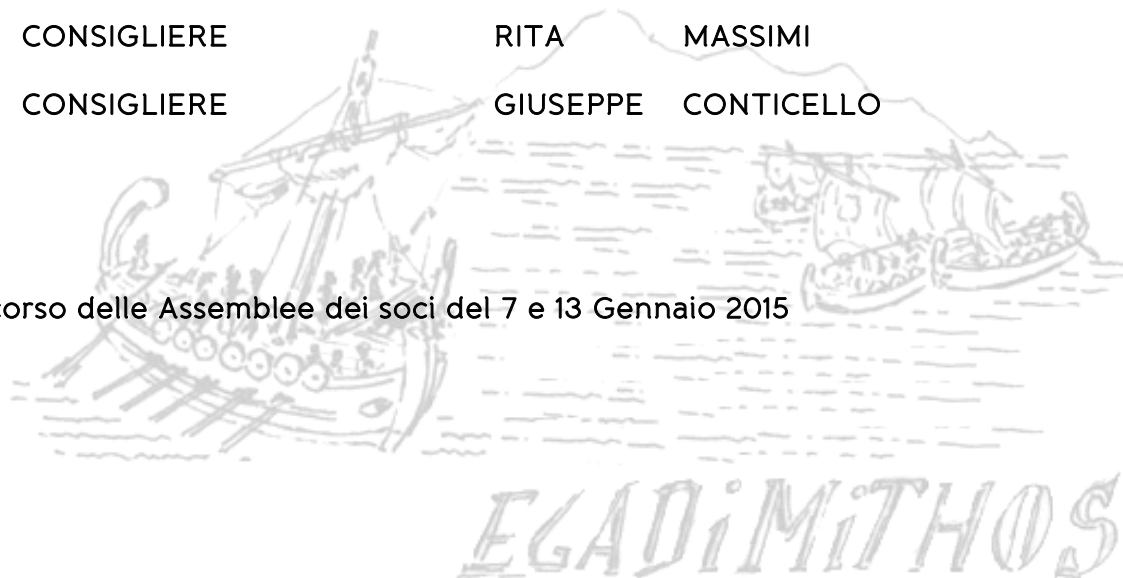 CONSIGLIERE RITA MASSIMI
CONSIGLIERE GIUSEPPE CONTICELLO
corso delle Assemblee dei soci del 7 e 13 Gennaio 2015
EGADiMiTHOS